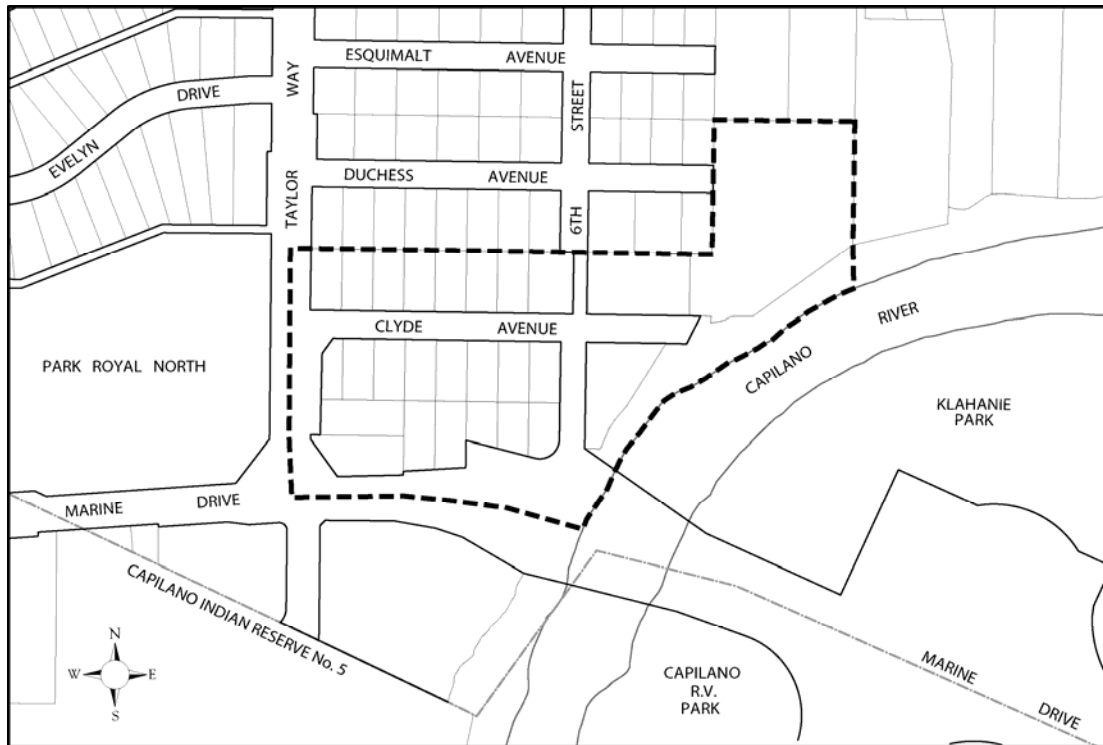 ESQUIMALT AVENUE
WAY
STREET
DRIVE
EVELYN
DUCHESS AVENUE
TAYLOR
6TH
CLYDE AVENUE
RIVER
CAPILANO
PARK ROYAL NORTH
KLAHANIE
PARK
MARINE DRIVE
CAPILANO INDIAN RESERVE No. 5
N
W E
S
CAPILANO
R.V.
PARK
MARINE
DRIVE